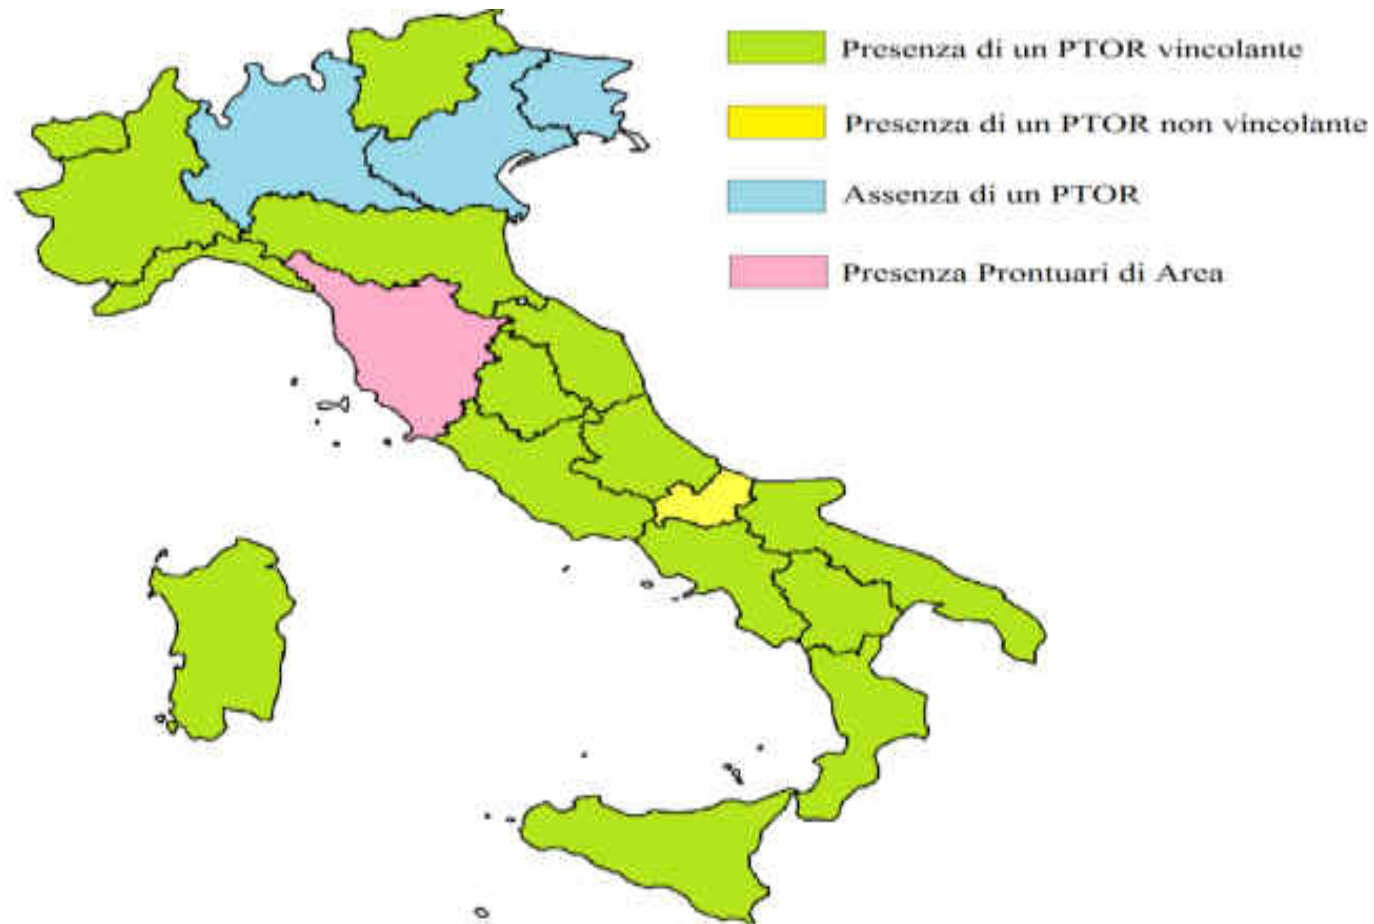 Presenza di un PTOR vincolante
Presenza di un PTOR non vincolante
Assenza di un PTOR
Presenza Prontuari di Area